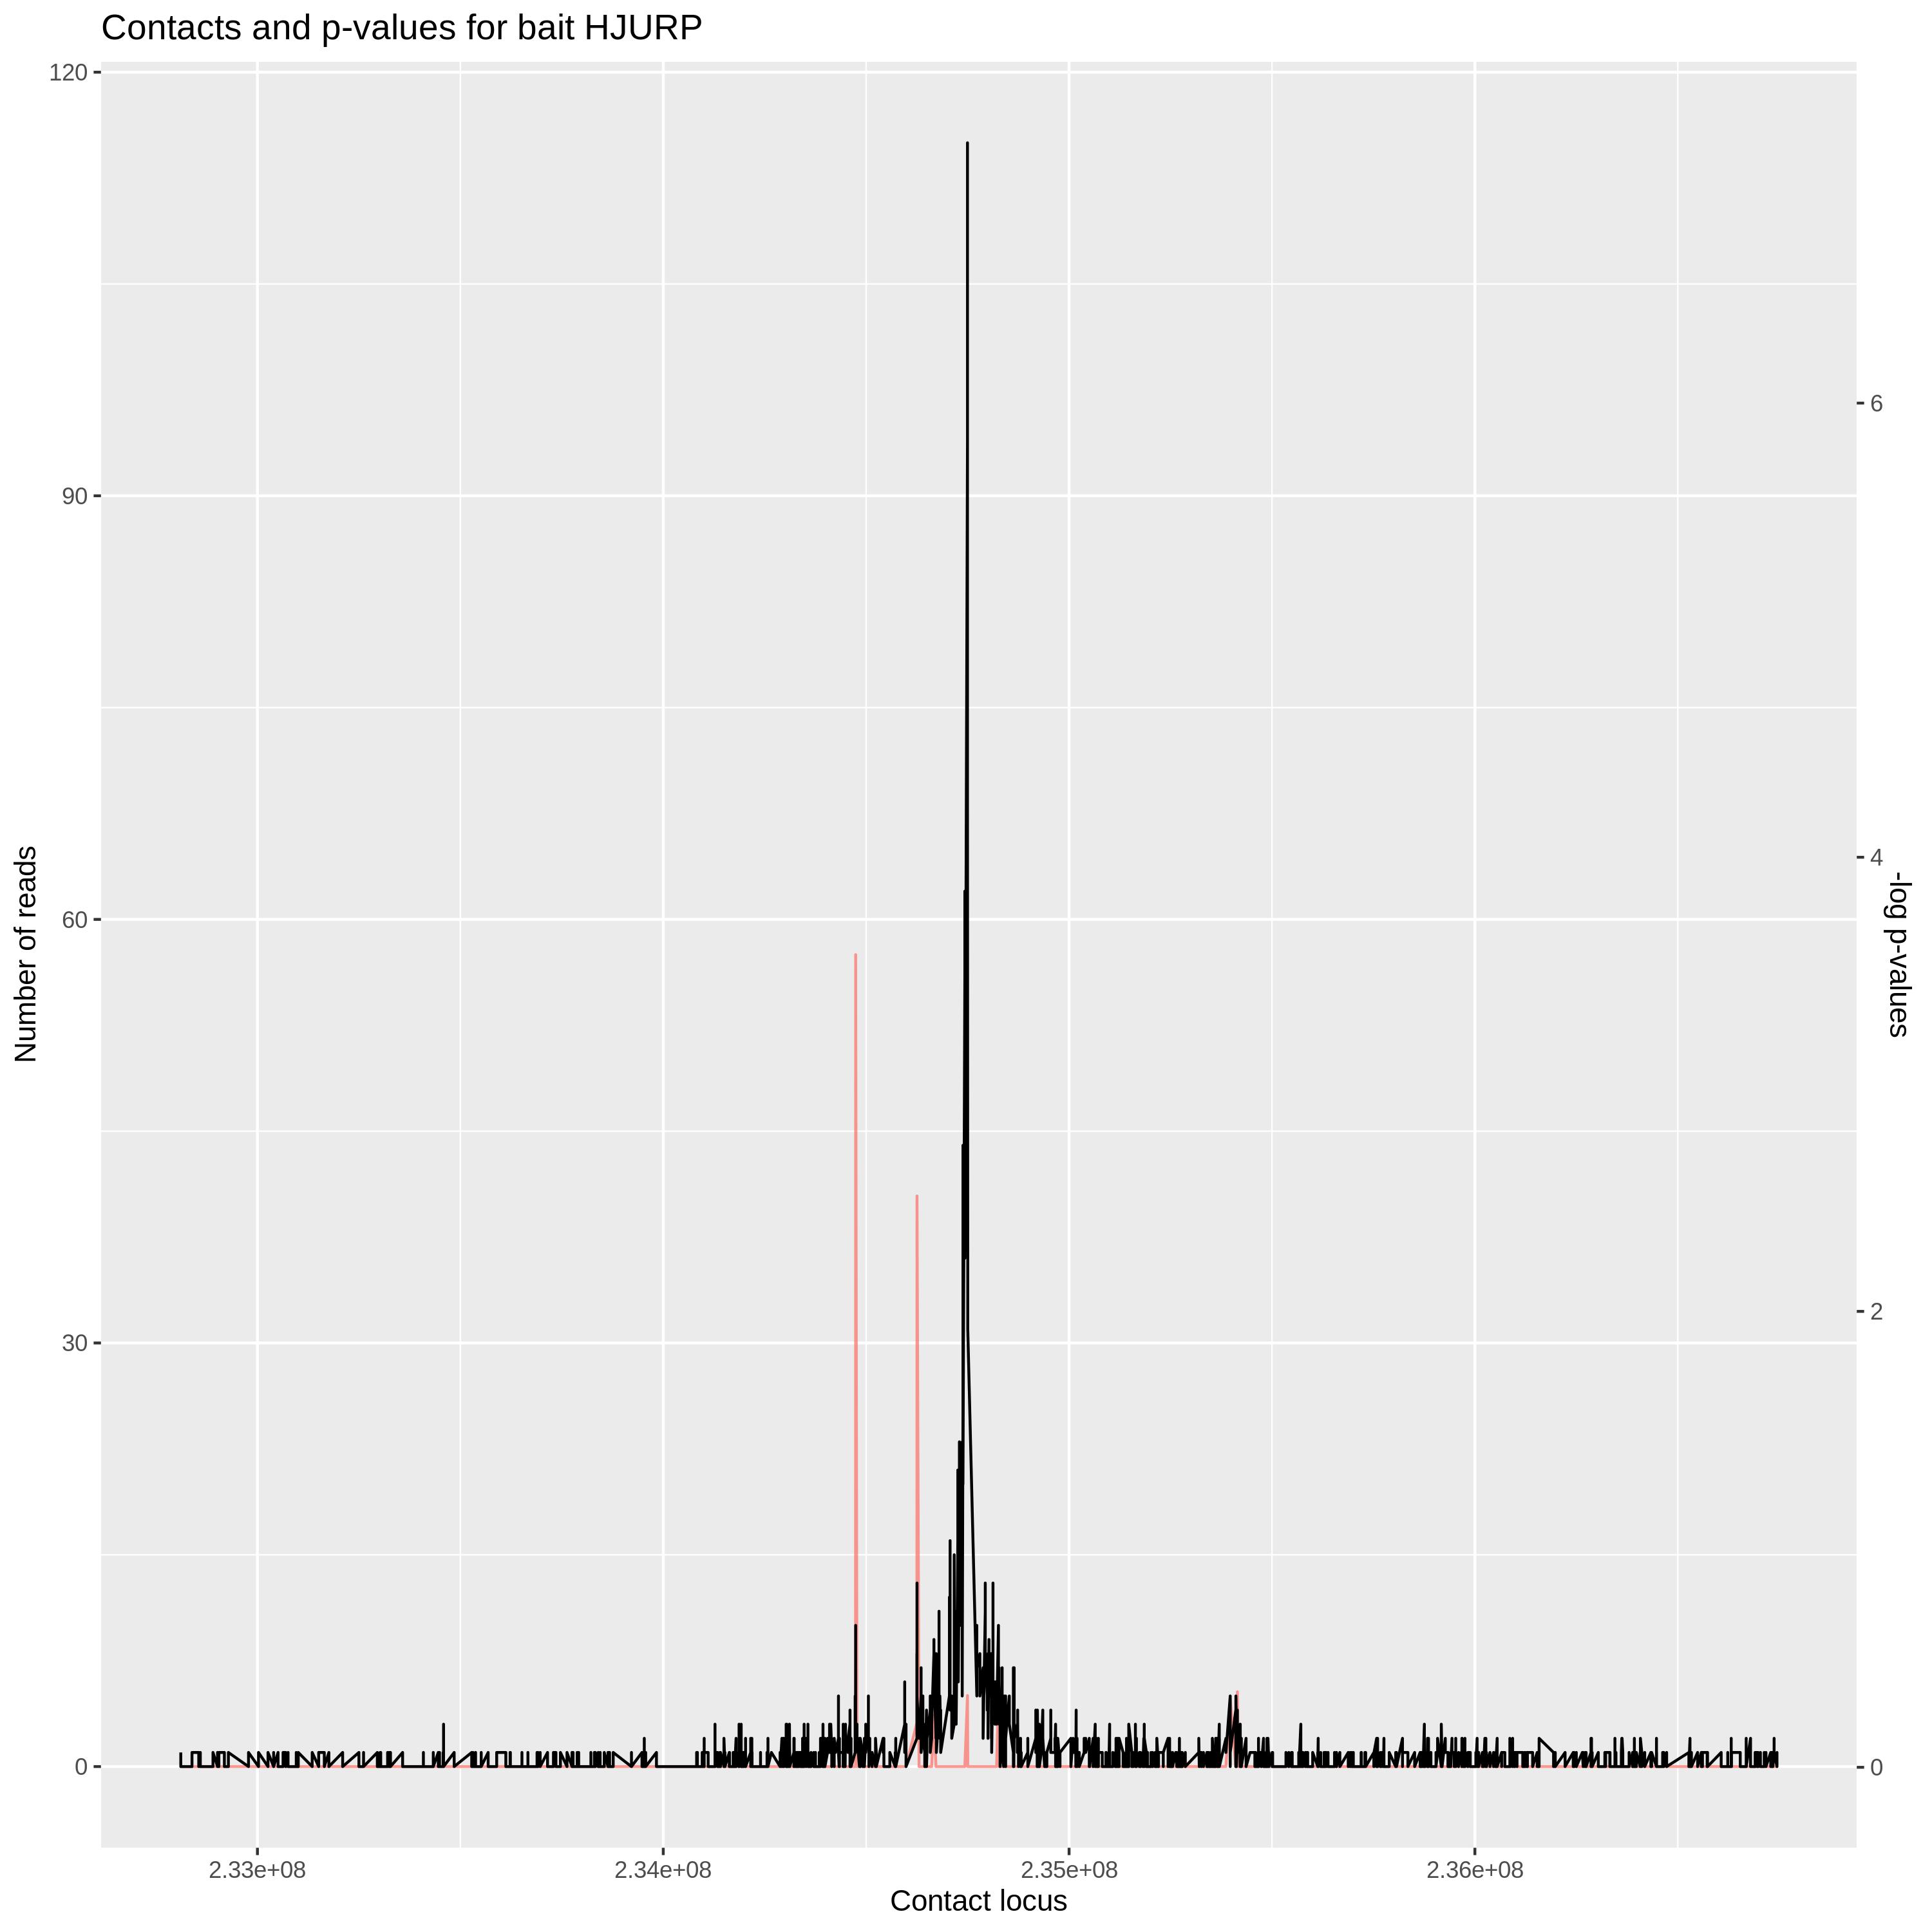 Contacts and p-values for bait HJURP
120
90
60
30
0
Number of reads
6
4
2
0
-log p-values
2.33e+08
2.34e+08
2.35e+08
2.36e+08
Contact locus